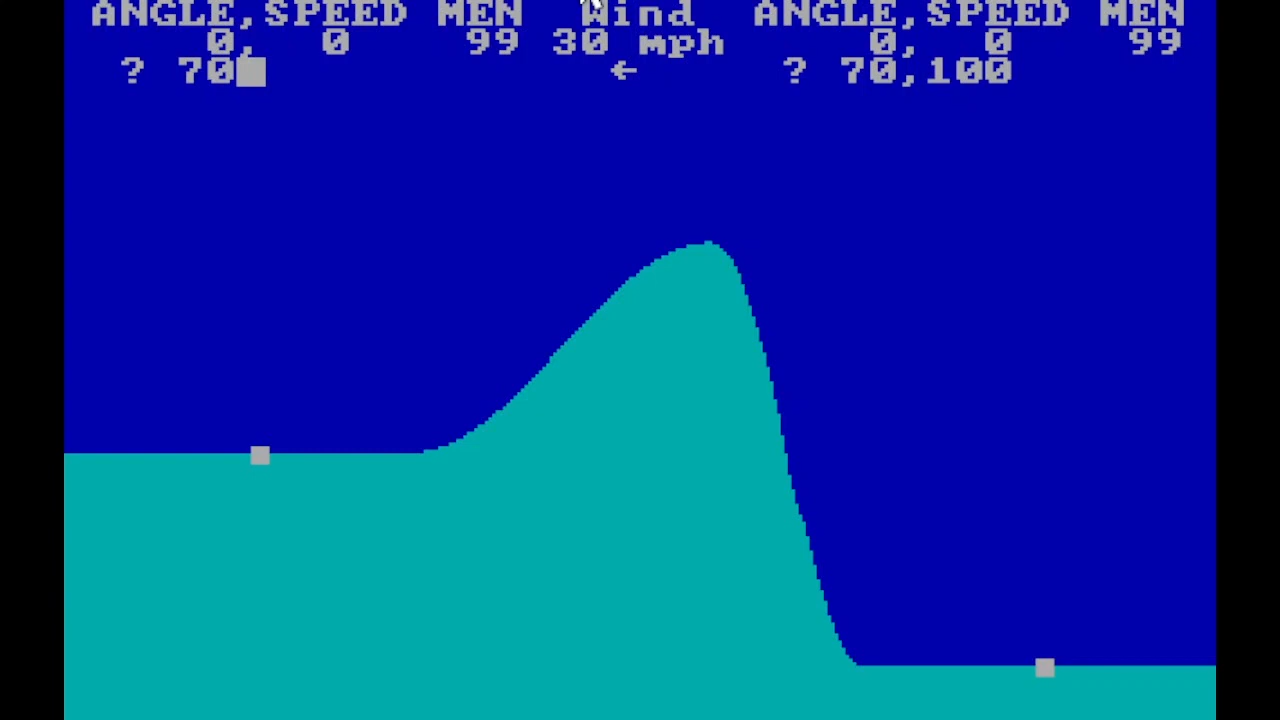 ANGLE,SPEED MEN Wind ANGLE,SPEED MEN
0, 0 99 30 mph 0, 0 99
? 70 ← ? 70,100